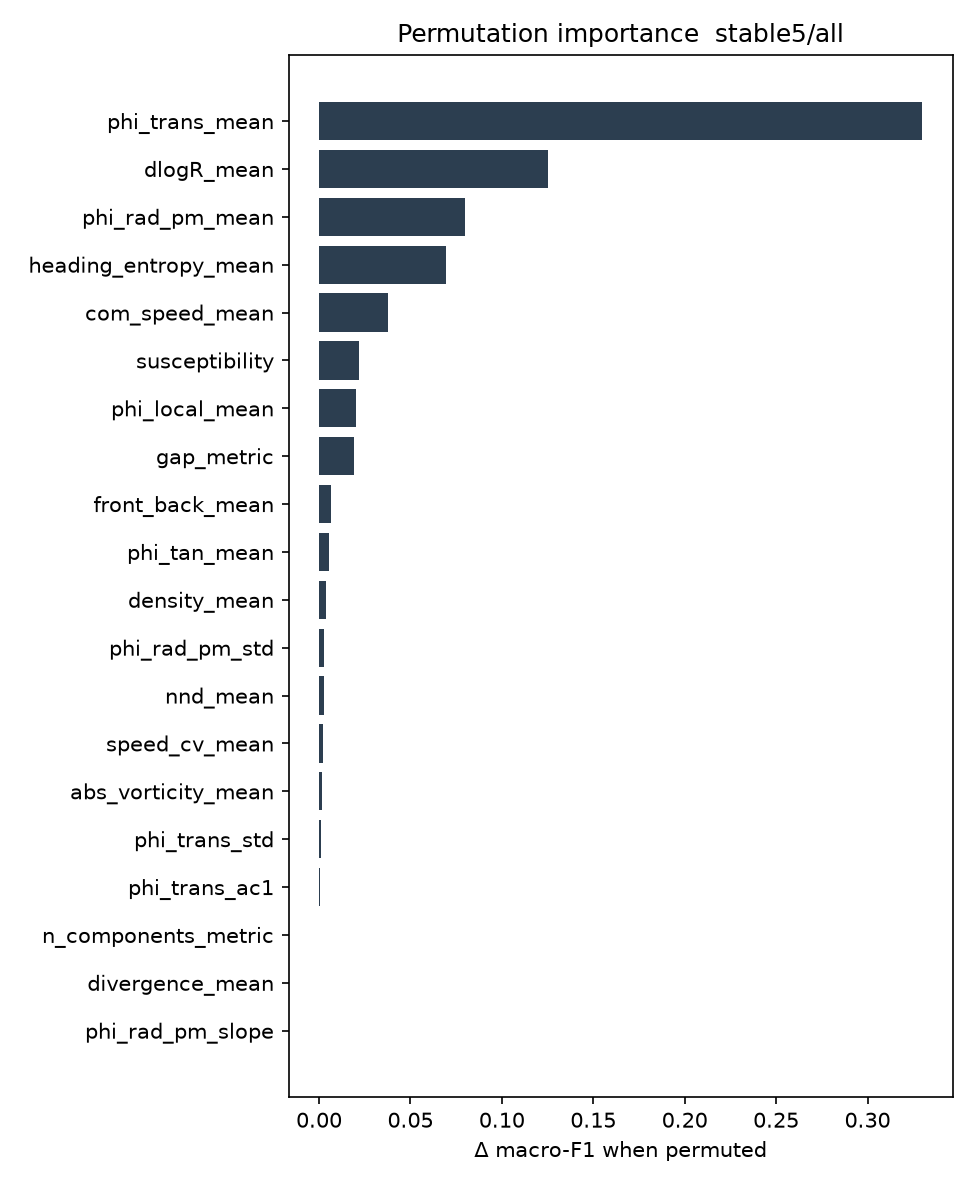 Permutation importance  stable5/all
phi_trans_mean
dlogR_mean
phi_rad_pm_mean
heading_entropy_mean
com_speed_mean
susceptibility
phi_local_mean
gap_metric
front_back_mean
phi_tan_mean
density_mean
phi_rad_pm_std
nnd_mean
speed_cv_mean
abs_vorticity_mean
phi_trans_std
phi_trans_ac1
n_components_metric
divergence_mean
phi_rad_pm_slope
0.00 0.05 0.10 0.15 0.20 0.25 0.30
Δ macro-F1 when permuted